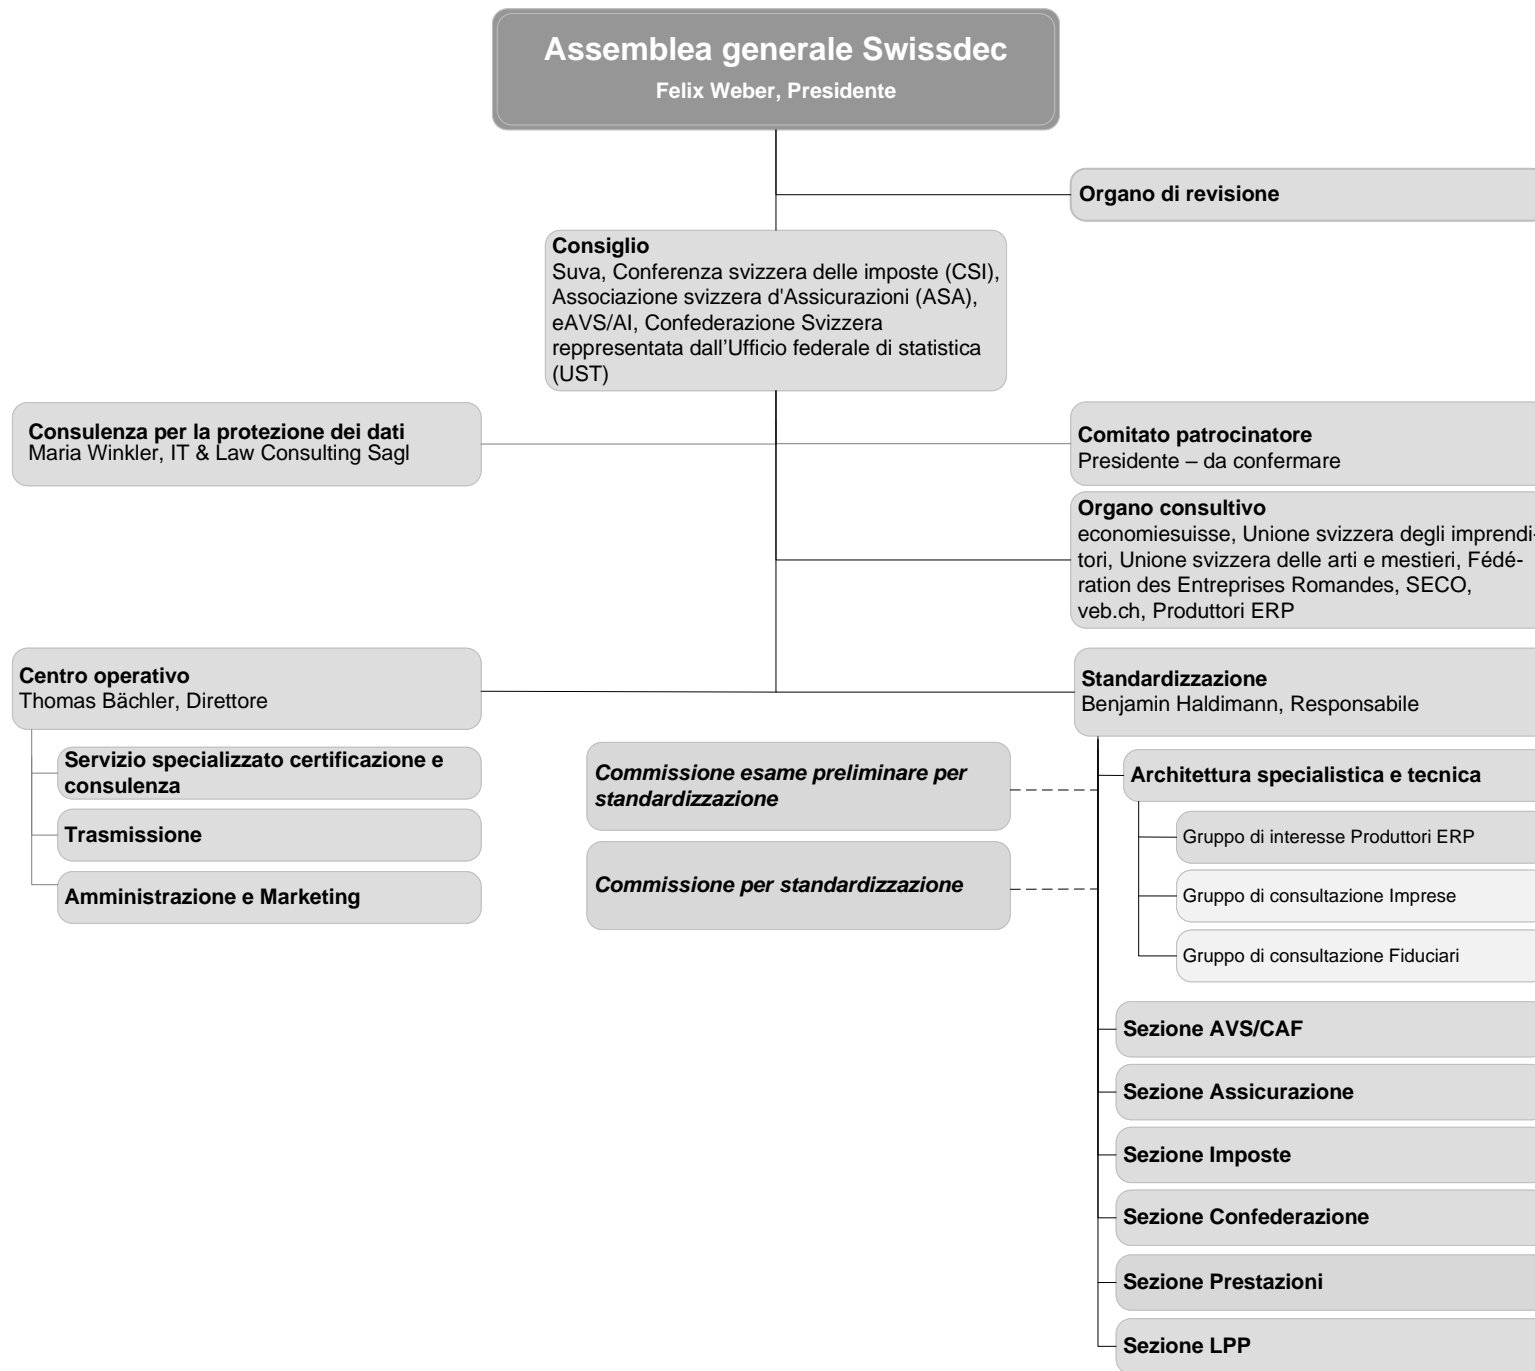 Assemblea generale Swissdec
Felix Weber, Presidente
Organo di revisione
Consiglio
Suva, Conferenza svizzera delle imposte (CSI),
Associazione svizzera d'Assicurazioni (ASA),
eAVS/AI, Confederazione Svizzera
reppresentata dall'Ufficio federale di statistica
(UST)
Consulenza per la protezione dei dati
Maria Winkler, IT & Law Consulting Sagl
Comitato patrocinatore
Presidente – da confermare
Organo consultivo
economiesuisse, Unione svizzera degli imprendi-
tori, Unione svizzera delle arti e mestieri, Fédé-
ration des Entreprises Romandes, SECO,
veb.ch, Produttori ERP
Centro operativo
Thomas Bächler, Direttore
Servizio specializzato certificazione e
consulenza
Trasmissione
Amministrazione e Marketing
Standardizzazione
Benjamin Haldimann, Responsabile
Commissione esame preliminare per
standardizzazione
Commissione per standardizzazione
Architettura specialistica e tecnica
Gruppo di interesse Produttori ERP
Gruppo di consultazione Imprese
Gruppo di consultazione Fiduciari
Sezione AVS/CAF
Sezione Assicurazione
Sezione Imposte
Sezione Confederazione
Sezione Prestazioni
Sezione LPP